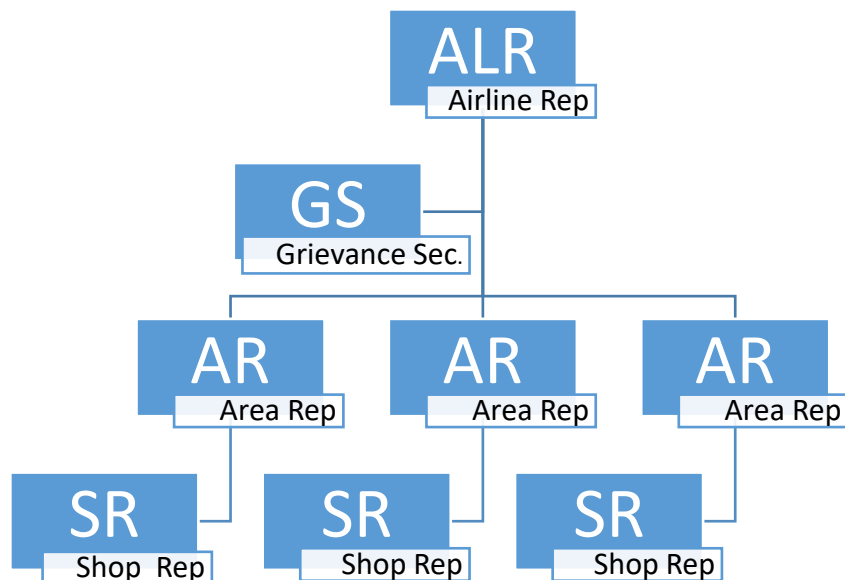 ALR
Airline Rep
GS
Grievance Sec.
AR
Area Rep
AR
Area Rep
AR
Area Rep
SR
Shop Rep
SR
Shop Rep
SR
Shop Rep